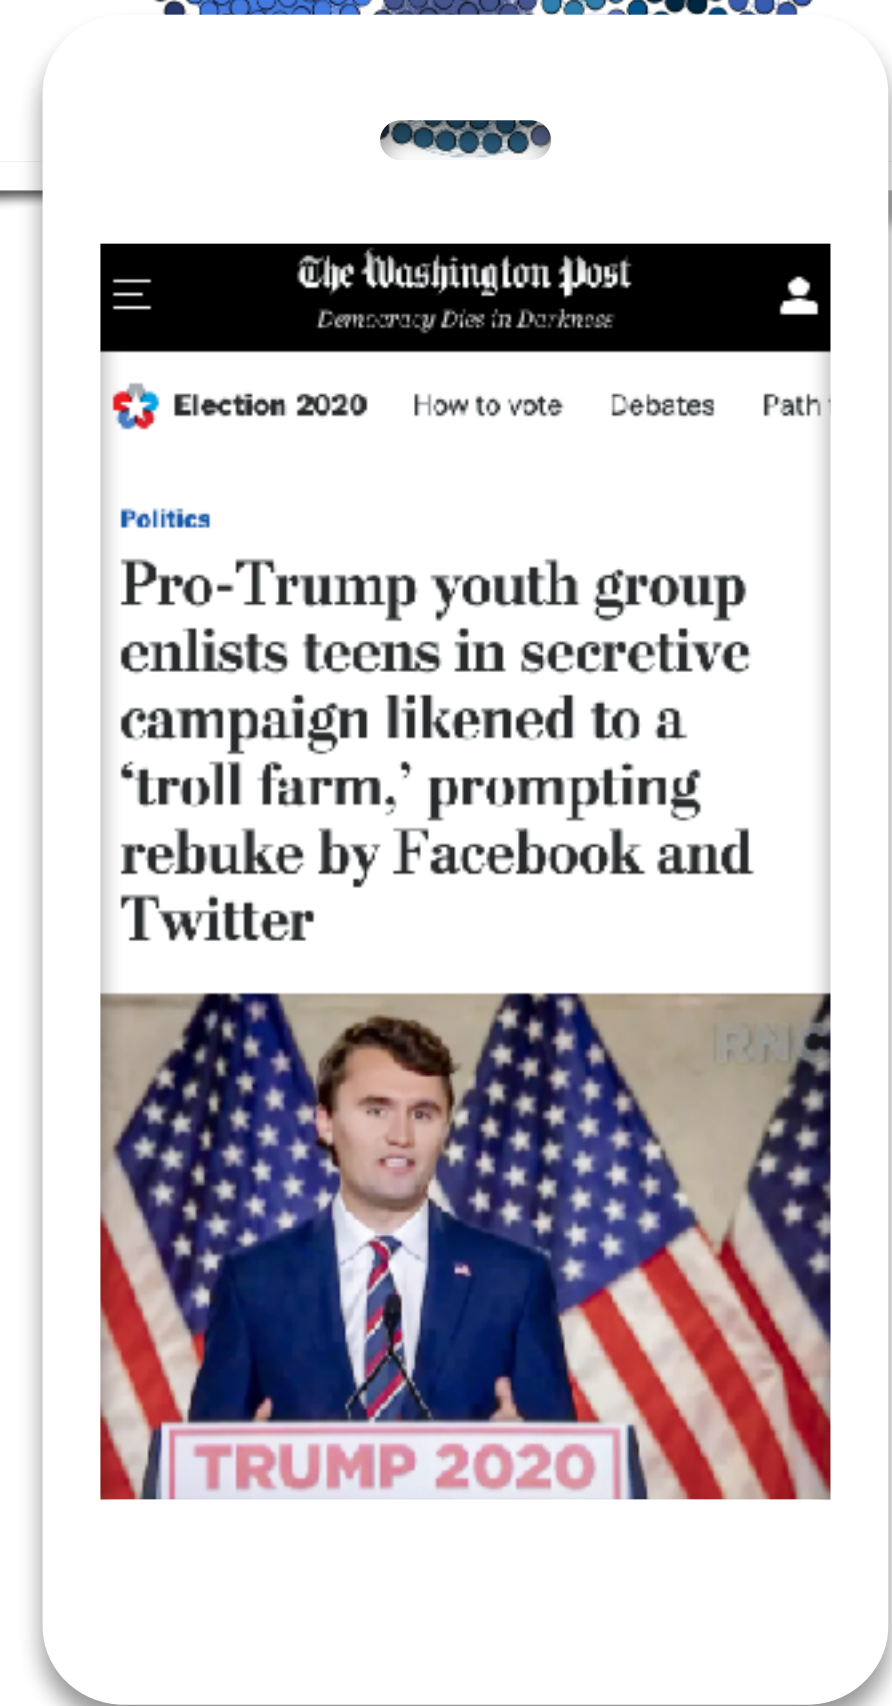 The Washington Post
Democracy Dies in Darkness
Election 2020 How to vote Debates Path
Politics
Pro-Trump youth group
enlists teens in secretive
campaign likened to a
‘troll farm,’ prompting
rebuke by Facebook and
Twitter
RNC
TRUMP 2020